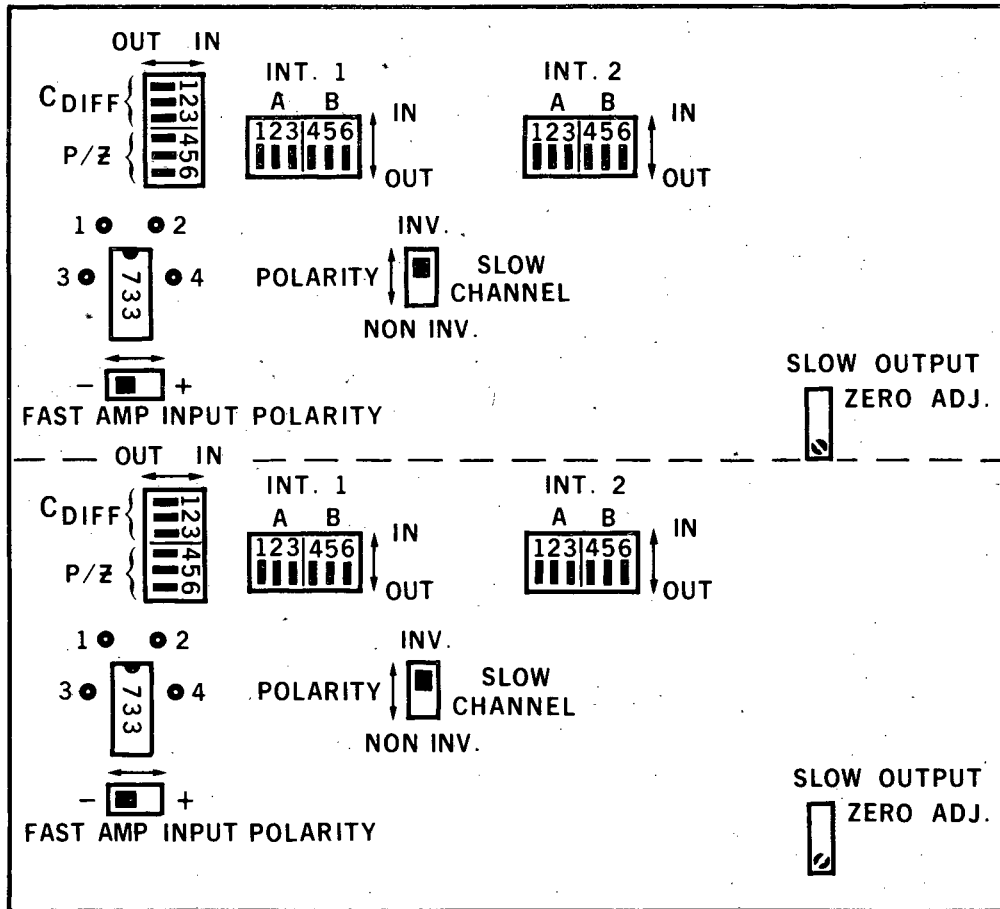 OUT IN
CDIFF
123 456
P/Z
INT. 1
A B
123 456
IN
OUT
INT. 2
A B
123 456
IN
OUT
1 2
3 4
733
INV.
POLARITY
SLOW
CHANNEL
NON INV.
- +
FAST AMP INPUT POLARITY
SLOW OUTPUT
ZERO ADJ.
OUT IN
CDIFF
123 456
P/Z
INT. 1
A B
123 456
IN
OUT
INT. 2
A B
123 456
IN
OUT
1 2
3 4
733
INV.
POLARITY
SLOW
CHANNEL
NON INV.
- +
FAST AMP INPUT POLARITY
SLOW OUTPUT
ZERO ADJ.